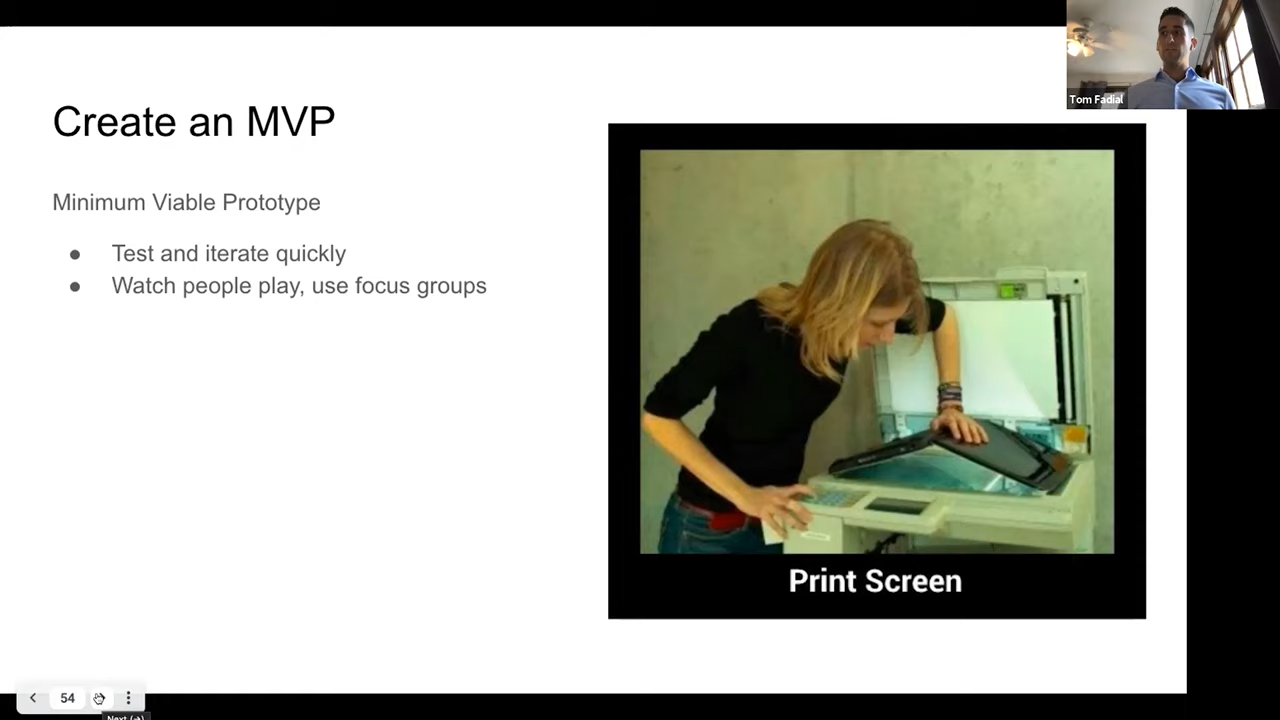 Tom Fadial
Create an MVP
Minimum Viable Prototype
● Test and iterate quickly
● Watch people play, use focus groups
Print Screen
54
Next (→)